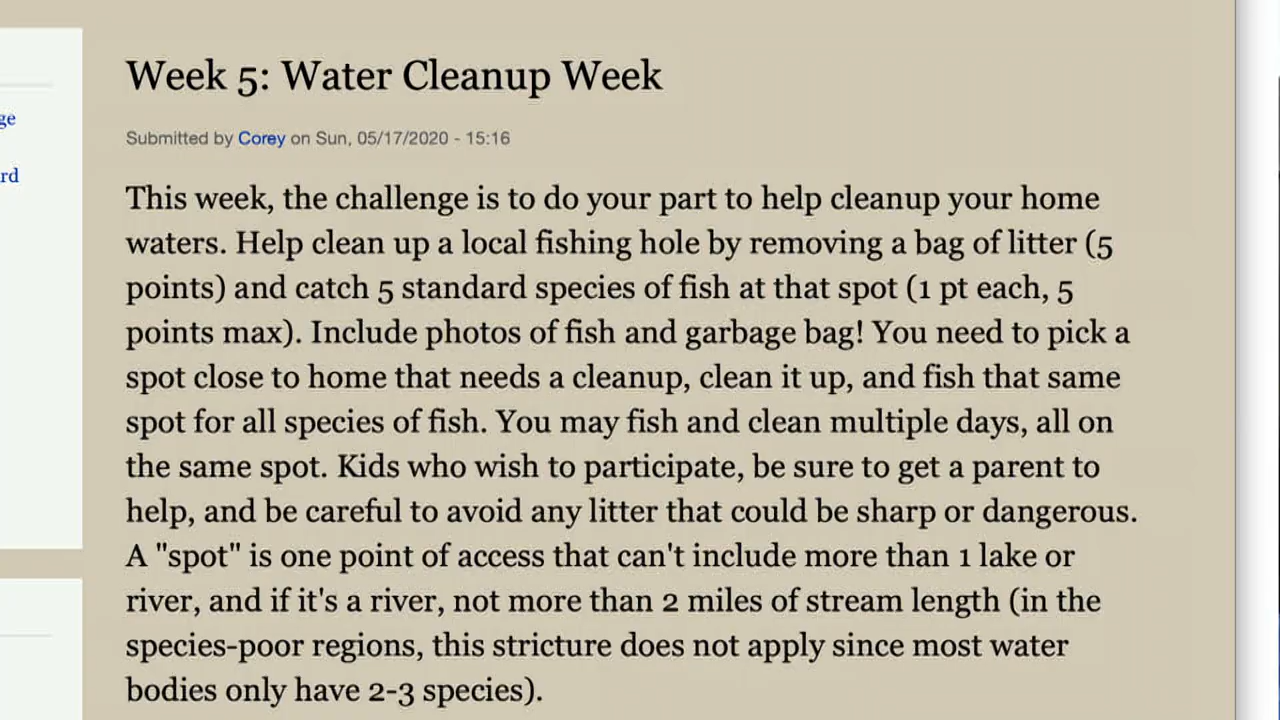 Week 5: Water Cleanup Week
Submitted by Corey on Sun, 05/17/2020 - 15:16
ge
rd
This week, the challenge is to do your part to help cleanup your home
waters. Help clean up a local fishing hole by removing a bag of litter (5
points) and catch 5 standard species of fish at that spot (1 pt each, 5
points max). Include photos of fish and garbage bag! You need to pick a
spot close to home that needs a cleanup, clean it up, and fish that same
spot for all species of fish. You may fish and clean multiple days, all on
the same spot. Kids who wish to participate, be sure to get a parent to
help, and be careful to avoid any litter that could be sharp or dangerous.
A "spot" is one point of access that can't include more than 1 lake or
river, and if it's a river, not more than 2 miles of stream length (in the
species-poor regions, this stricture does not apply since most water
bodies only have 2-3 species).